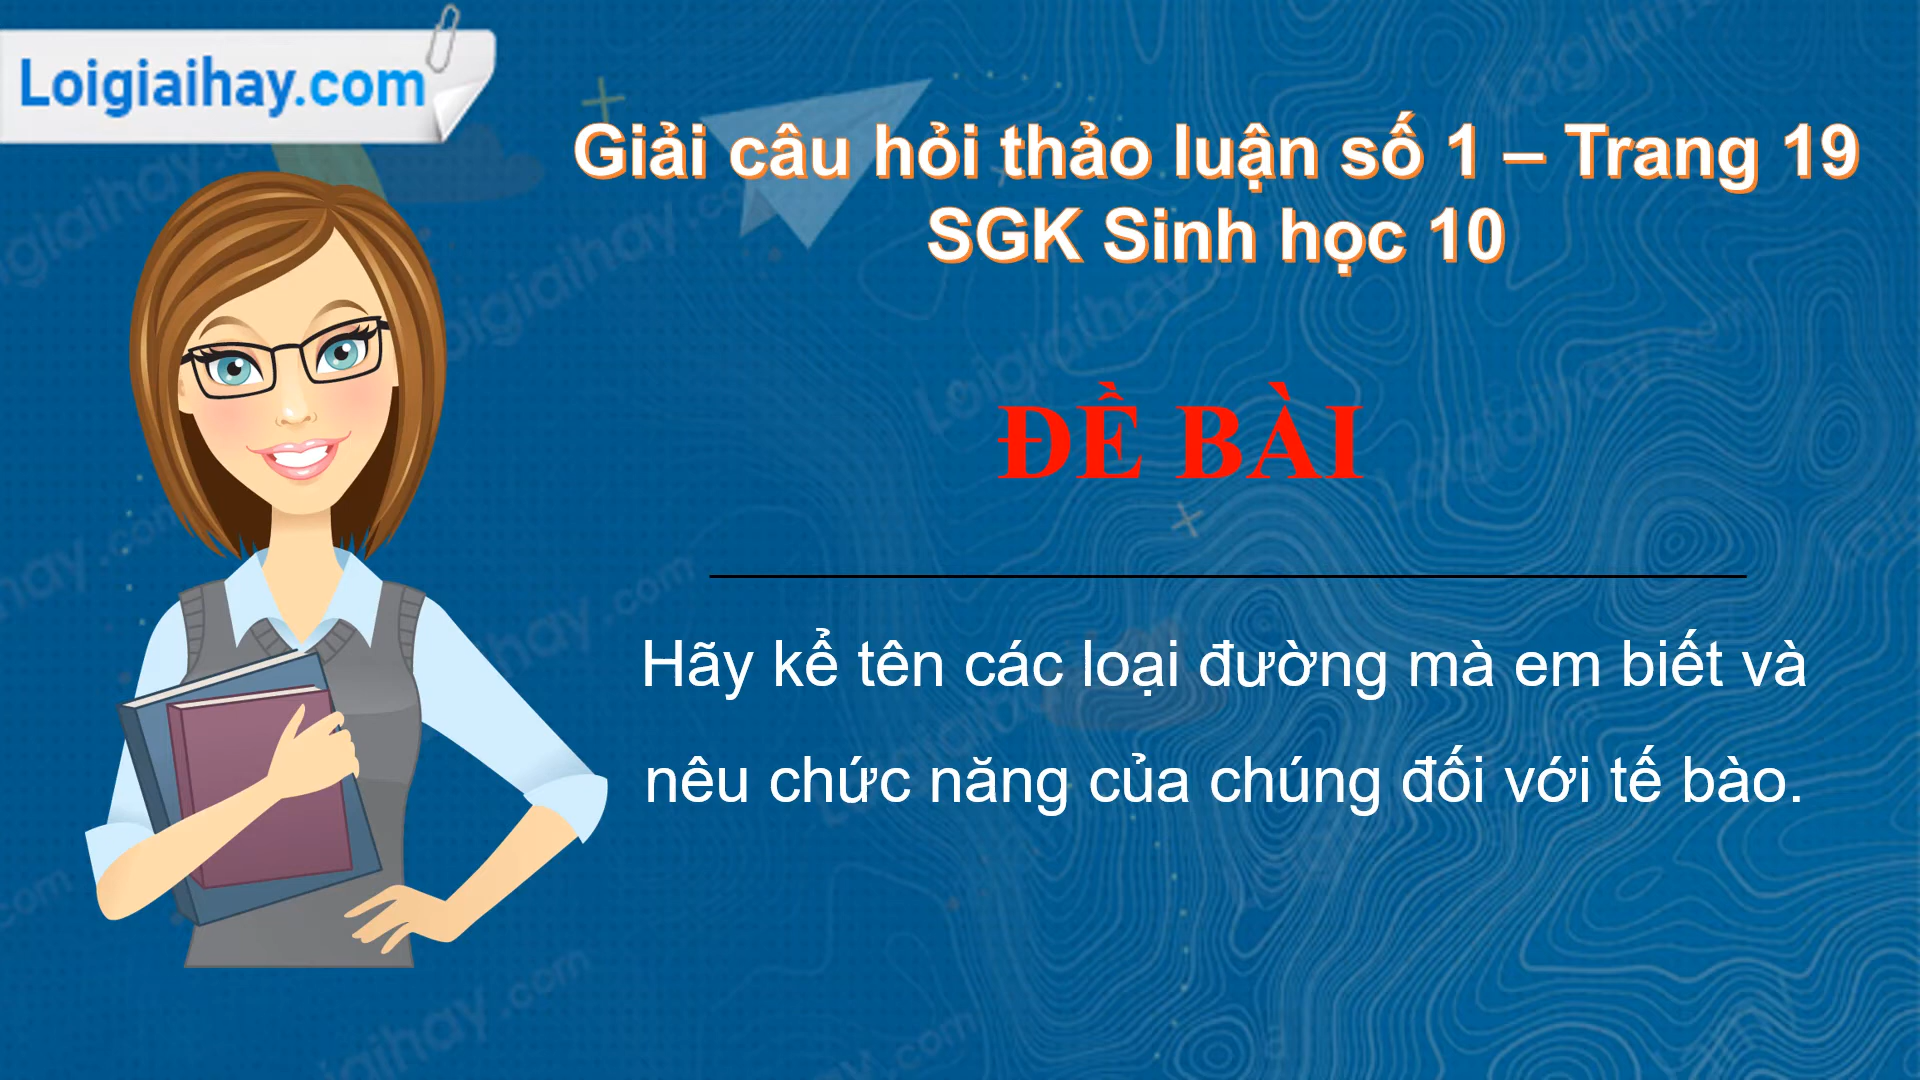 Loigiaihay.com
Giải câu hỏi thảo luận số 1 – Trang 19
SGK Sinh học 10
ĐỀ BÀI
Hãy kể tên các loại đường mà em biết và
nêu chức năng của chúng đối với tế bào.